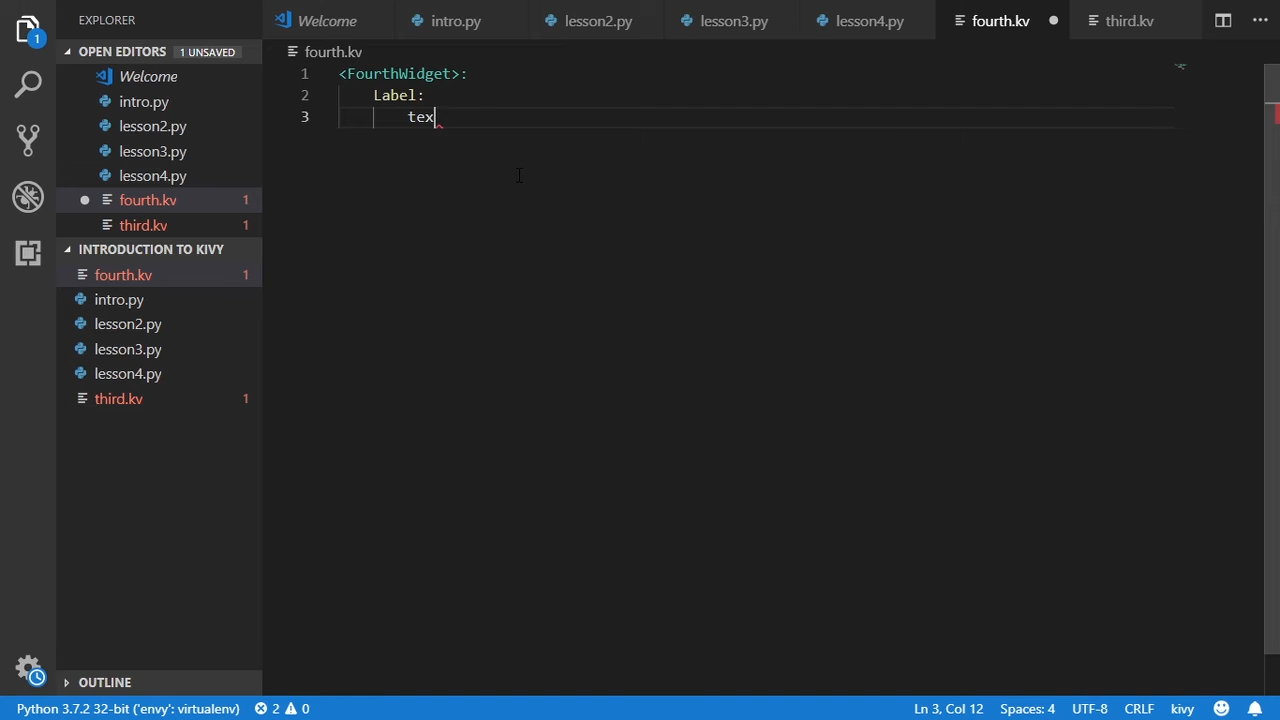 EXPLORER
Welcome
intro.py
lesson2.py
lesson3.py
lesson4.py
fourth.kv
third.kv
OPEN EDITORS 1 UNSAVED
Welcome
intro.py
lesson2.py
lesson3.py
lesson4.py
fourth.kv 1
third.kv 1
INTRODUCTION TO KIVY
fourth.kv 1
intro.py
lesson2.py
lesson3.py
lesson4.py
third.kv 1
OUTLINE
1
fourth.kv
1 <FourthWidget>:
2 Label:
3 tex
Python 3.7.2 32-bit ('envy': virtualenv) 2 0 Ln 3, Col 12 Spaces: 4 UTF-8 CRLF kivy